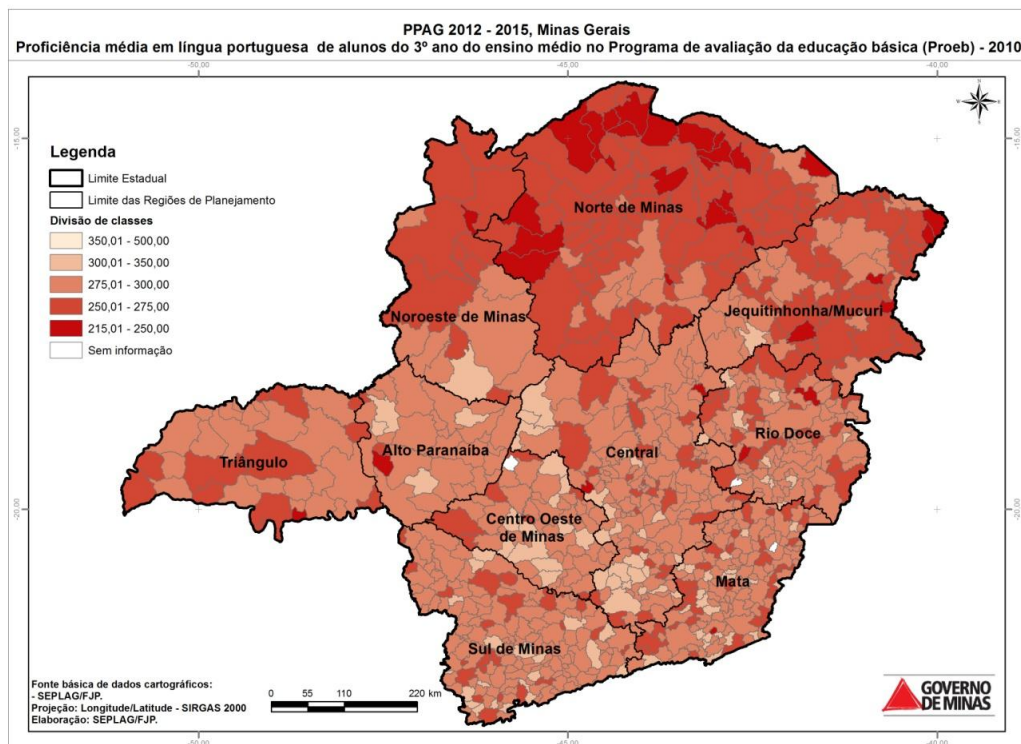 PPAG 2012 - 2015, Minas Gerais
Proficiência média em língua portuguesa de alunos do 3º ano do ensino médio no Programa de avaliação da educação básica (Proeb) - 2010
-50,00
-45,00
-40,00
-15,00
-15,00
Legenda
Limite Estadual
Limite das Regiões de Planejamento
Divisão de classes
350,01 - 500,00
300,01 - 350,00
275,01 - 300,00
250,01 - 275,00
215,01 - 250,00
Sem informação
Norte de Minas
Noroeste de Minas
Jequitinhonha/Mucuri
Rio Doce
Alto Paranaíba
Central
Triângulo
-20,00
-20,00
Centro Oeste
de Minas
Mata
Sul de Minas
Fonte básica de dados cartográficos:
- SEPLAG/FJP.
Projeção: Longitude/Latitude - SIRGAS 2000
Elaboração: SEPLAG/FJP.
0 55 110 220 km
GOVERNO
DE MINAS
-50,00
-45,00
-40,00